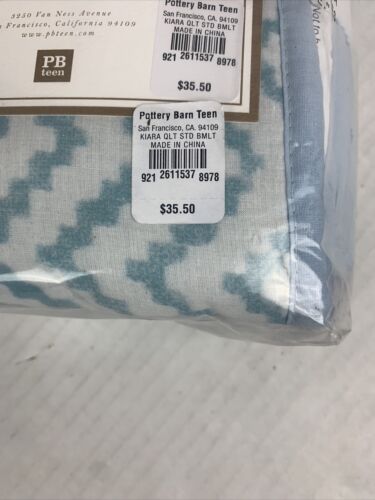 3250 Van Ness Avenue
Francisco, California 94109
www.pbteen.com
PB
teen
Pottery Barn Teen
San Francisco, CA. 94109
KIARA QLT STD BMLT
MADE IN CHINA
921 2611537 8978
$35.50
Pottery Barn Teen
San Francisco, CA. 94109
KIARA QLT STD BMLT
MADE IN CHINA
921 2611537 8978
$35.50